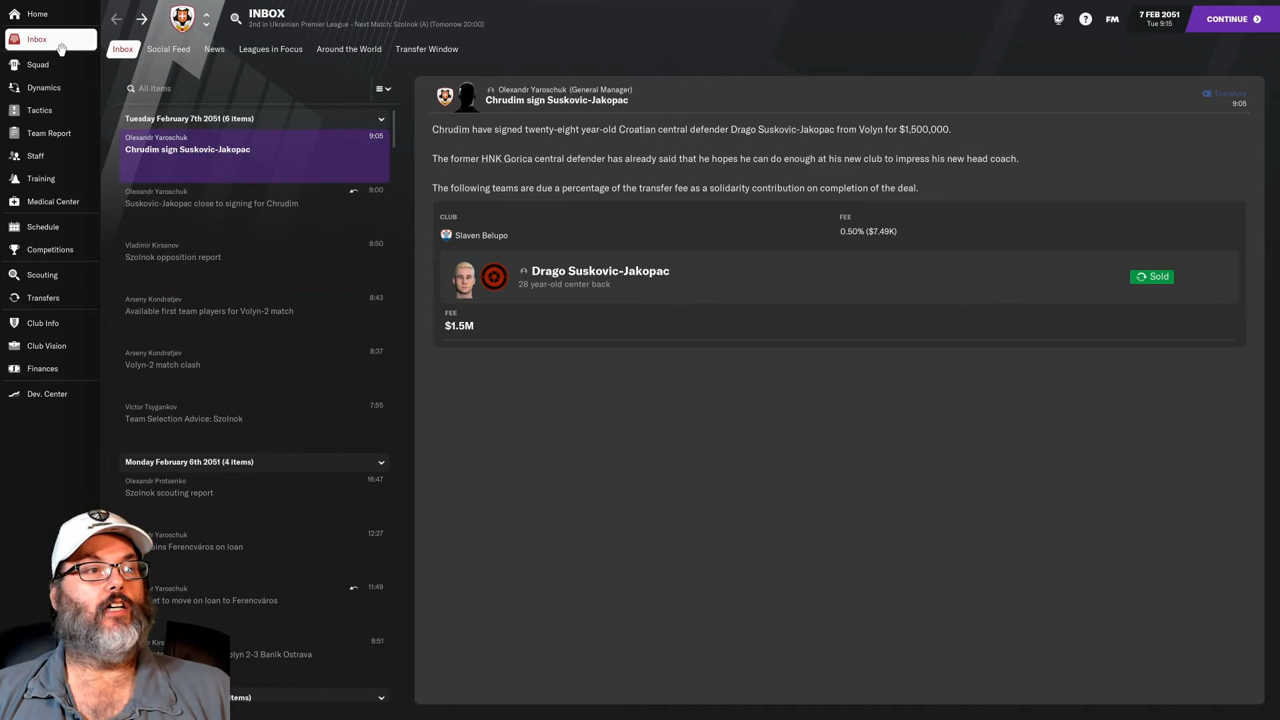 Home
Inbox
Squad
Dynamics
Tactics
Team Report
Staff
Training
Medical Center
Schedule
Competitions
Scouting
Transfers
Club Info
Club Vision
Finances
Dev. Center
INBOX
2nd in Ukrainian Premier League - Next Match: Szolnok (A) (Tomorrow 20:00)
FM
7 FEB 2051
Tue 9:15
CONTINUE
Inbox
Social Feed
News
Leagues in Focus
Around the World
Transfer Window
All Items
Tuesday February 7th 2051 (6 items)
Olexandr Yaroschuk 9:05
Chrudim sign Suskovic-Jakopac
Olexandr Yaroschuk 9:00
Suskovic-Jakopac close to signing for Chrudim
Vladimir Kirsanov 8:50
Szolnok opposition report
Arseny Kondratjev 8:43
Available first team players for Volyn-2 match
Arseny Kondratjev 8:37
Volyn-2 match clash
Victor Tsygankov 7:55
Team Selection Advice: Szolnok
Monday February 6th 2051 (4 items)
Olexandr Protsenko 16:47
Szolnok scouting report
Yaroschuk 12:27
Ferencváros on loan
Yaroschuk 11:49
to move on loan to Ferencváros
8:51
2-3 Banik Ostrava
Olexandr Yaroschuk (General Manager)
Chrudim sign Suskovic-Jakopac
Transfers
9:05
Chrudim have signed twenty-eight year-old Croatian central defender Drago Suskovic-Jakopac from Volyn for $1,500,000.
The former HNK Gorica central defender has already said that he hopes he can do enough at his new club to impress his new head coach.
The following teams are due a percentage of the transfer fee as a solidarity contribution on completion of the deal.
CLUB FEE
Slaven Belupo 0.50% ($7.49K)
Drago Suskovic-Jakopac
28 year-old center back
Sold
FEE
$1.5M